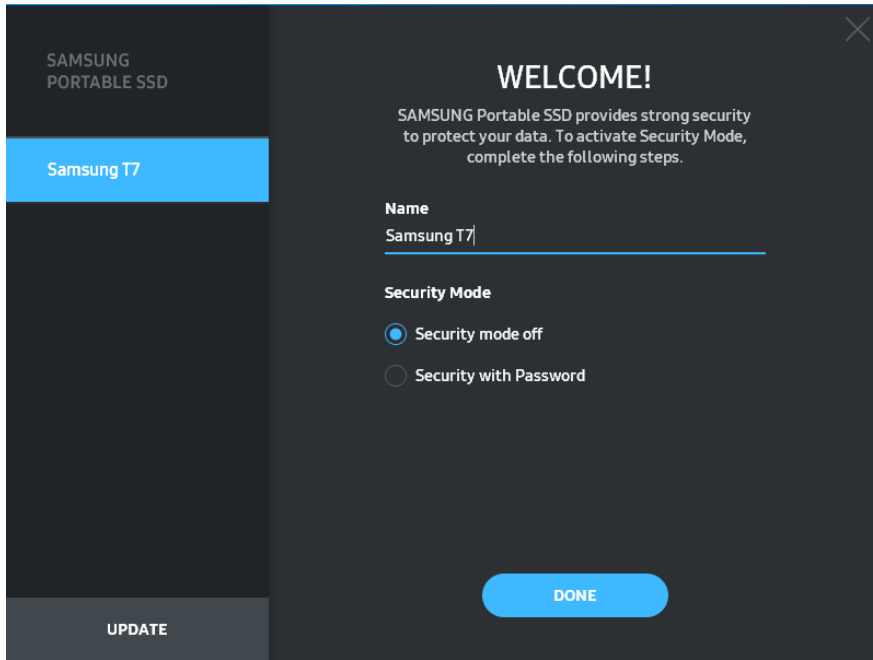 SAMSUNG
PORTABLE SSD
Samsung T7
UPDATE
WELCOME!
SAMSUNG Portable SSD provides strong security
to protect your data. To activate Security Mode,
complete the following steps.
Name
Samsung T7
Security Mode
Security mode off
Security with Password
DONE